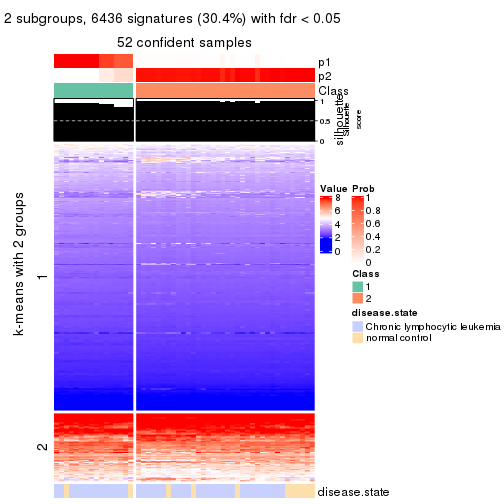 2 subgroups, 6436 signatures (30.4%) with fdr < 0.05
52 confident samples
p1
p2
Class
silhouette
Silhouette
score
1
0.5
0
k-means with 2 groups
1
2
disease.state
Value
8
6
4
2
0
Prob
1
0.8
0.6
0.4
0.2
0
Class
1
2
disease.state
Chronic lymphocytic leukemia
normal control